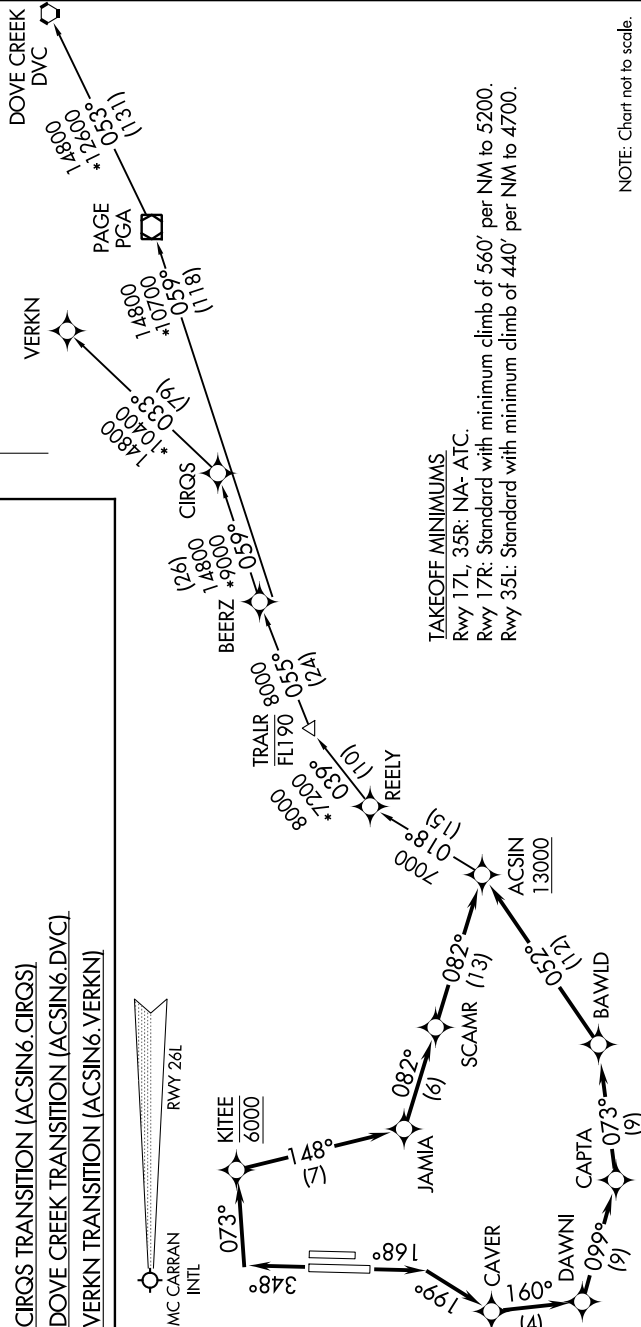 CIRQS TRANSITION (ACSIN6.CIRQS)
DOVE CREEK TRANSITION (ACSIN6.DVC)
VERKN TRANSITION (ACSIN6.VERKN)
MC CARRAN
INTL
RWY 26L
KITEE
6000
073°
348°
168°
199°
148°
(7)
JAMIA
082°
(6)
SCAMR
082°
(13)
CAVER
160°
(4)
DAWNI
099°
(9)
CAPTA
073°
(9)
BAWLD
052°
(12)
ACSIN
13000
7000
018°
(15)
REELY
8000
*7200
039°
(10)
TRALR
FL190
8000
055°
(24)
BEERZ
(26)
14800
*9000
059°
CIRQS
14800
*10400
033°
(79)
VERKN
14800
*10700
059°
(118)
PAGE
PGA
14800
*12600
053°
(131)
DOVE CREEK
DVC
TAKEOFF MINIMUMS
Rwy 17L, 35R: NA- ATC.
Rwy 17R: Standard with minimum climb of 560' per NM to 5200.
Rwy 35L: Standard with minimum climb of 440' per NM to 4700.
NOTE: Chart not to scale.